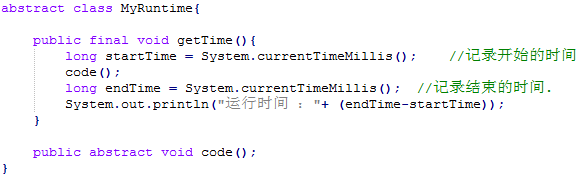 abstract class MyRuntime{
public final void getTime(){
long startTime = System.currentTimeMillis(); //记录开始的时间
code();
long endTime = System.currentTimeMillis(); //记录结束的时间.
System.out.println("运行时间 : "+ (endTime-startTime));
}
public abstract void code();
}